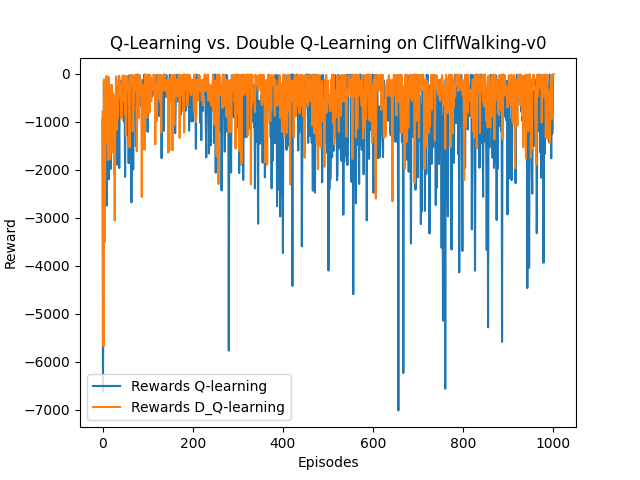 Q-Learning vs. Double Q-Learning on CliffWalking-v0
0
−1000
−2000
−3000
−4000
−5000
−6000
−7000
Reward
Rewards Q-learning
Rewards D_Q-learning
0
200
400
600
800
1000
Episodes